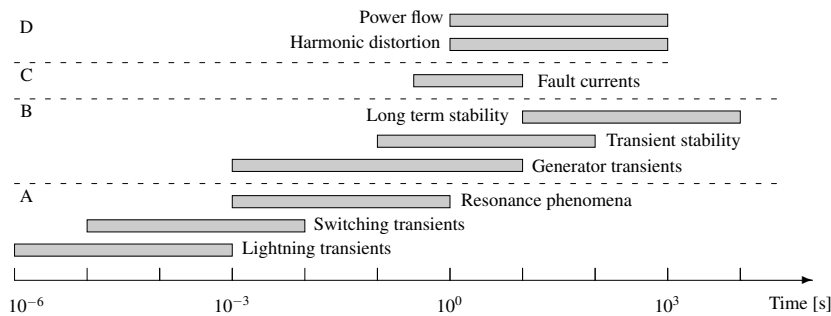 D
Power flow
Harmonic distortion
C
Fault currents
B
Long term stability
Transient stability
Generator transients
A
Resonance phenomena
Switching transients
Lightning transients
10⁻⁶ 10⁻³ 10⁰ 10³ Time [s]